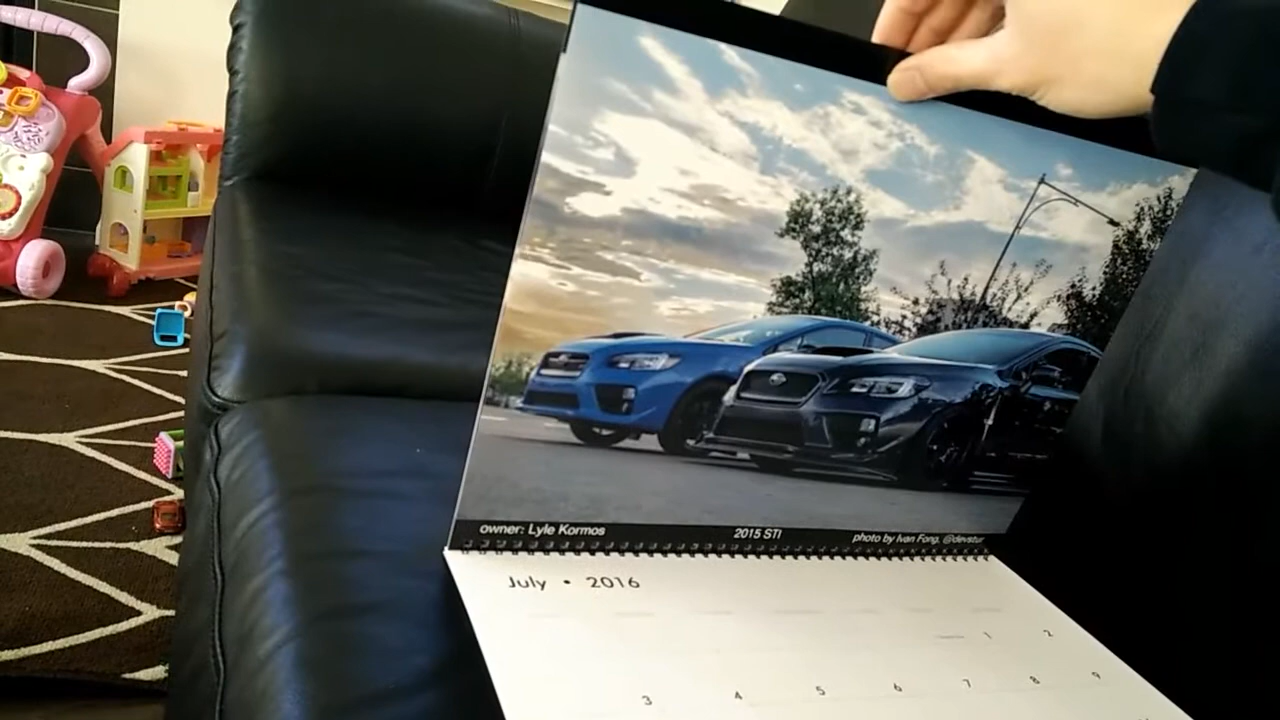 owner: Lyle Kormos 2015 STI photo by Ivan Fong, @devstur
July • 2016
1 2
3 4 5 6 7 8 9